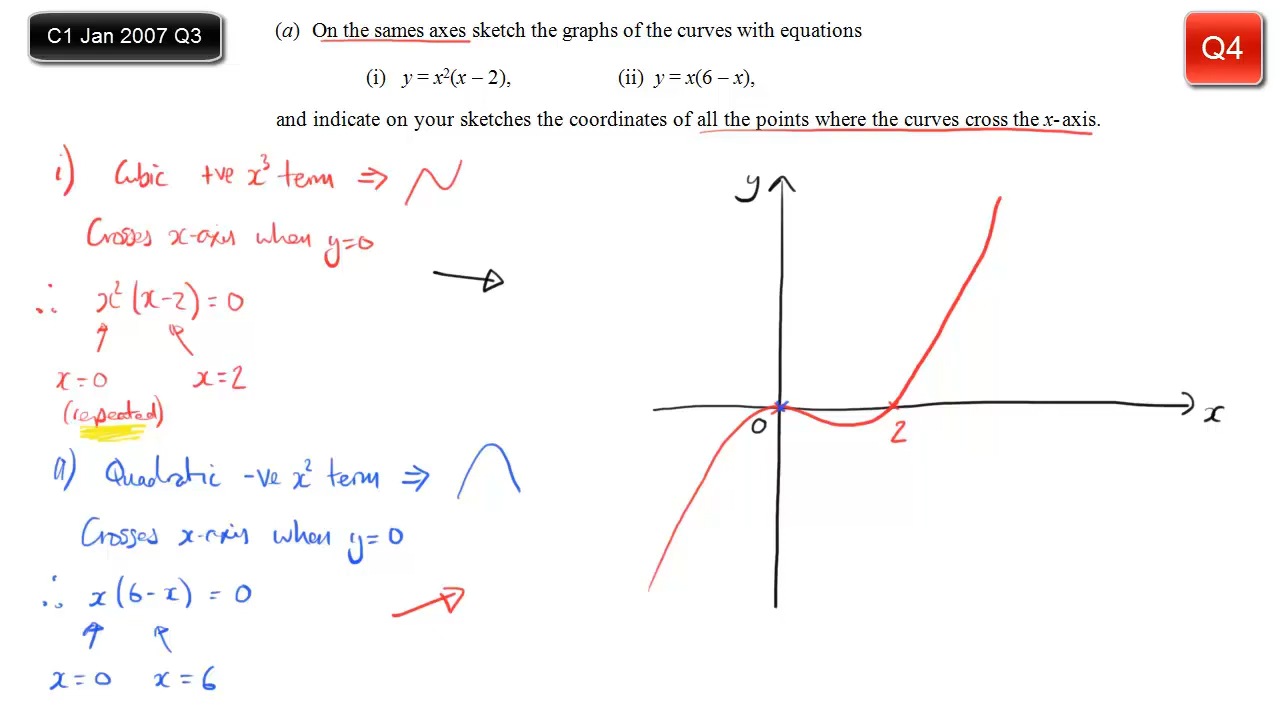 C1 Jan 2007 Q3
(a) On the sames axes sketch the graphs of the curves with equations
Q4
(i) y = x²(x – 2), (ii) y = x(6 – x),
and indicate on your sketches the coordinates of all the points where the curves cross the x-axis.
i) Cubic +ve x³ term ⇒
Crosses x-axis when y=0
∴ x²(x-2) = 0
x=0 x=2
(repeated)
ii) Quadratic -ve x² term ⇒
Crosses x-axis when y=0
∴ x(6-x) = 0
x=0 x=6
y
x
0
2